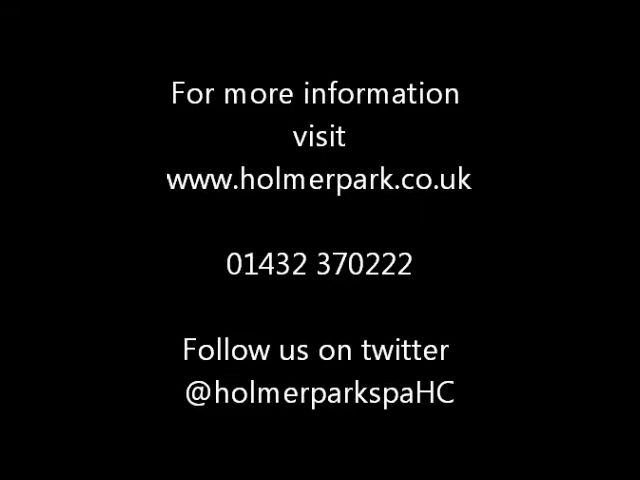 For more information
visit
www.holmerpark.co.uk
01432 370222
Follow us on twitter
@holmerparkspaHC